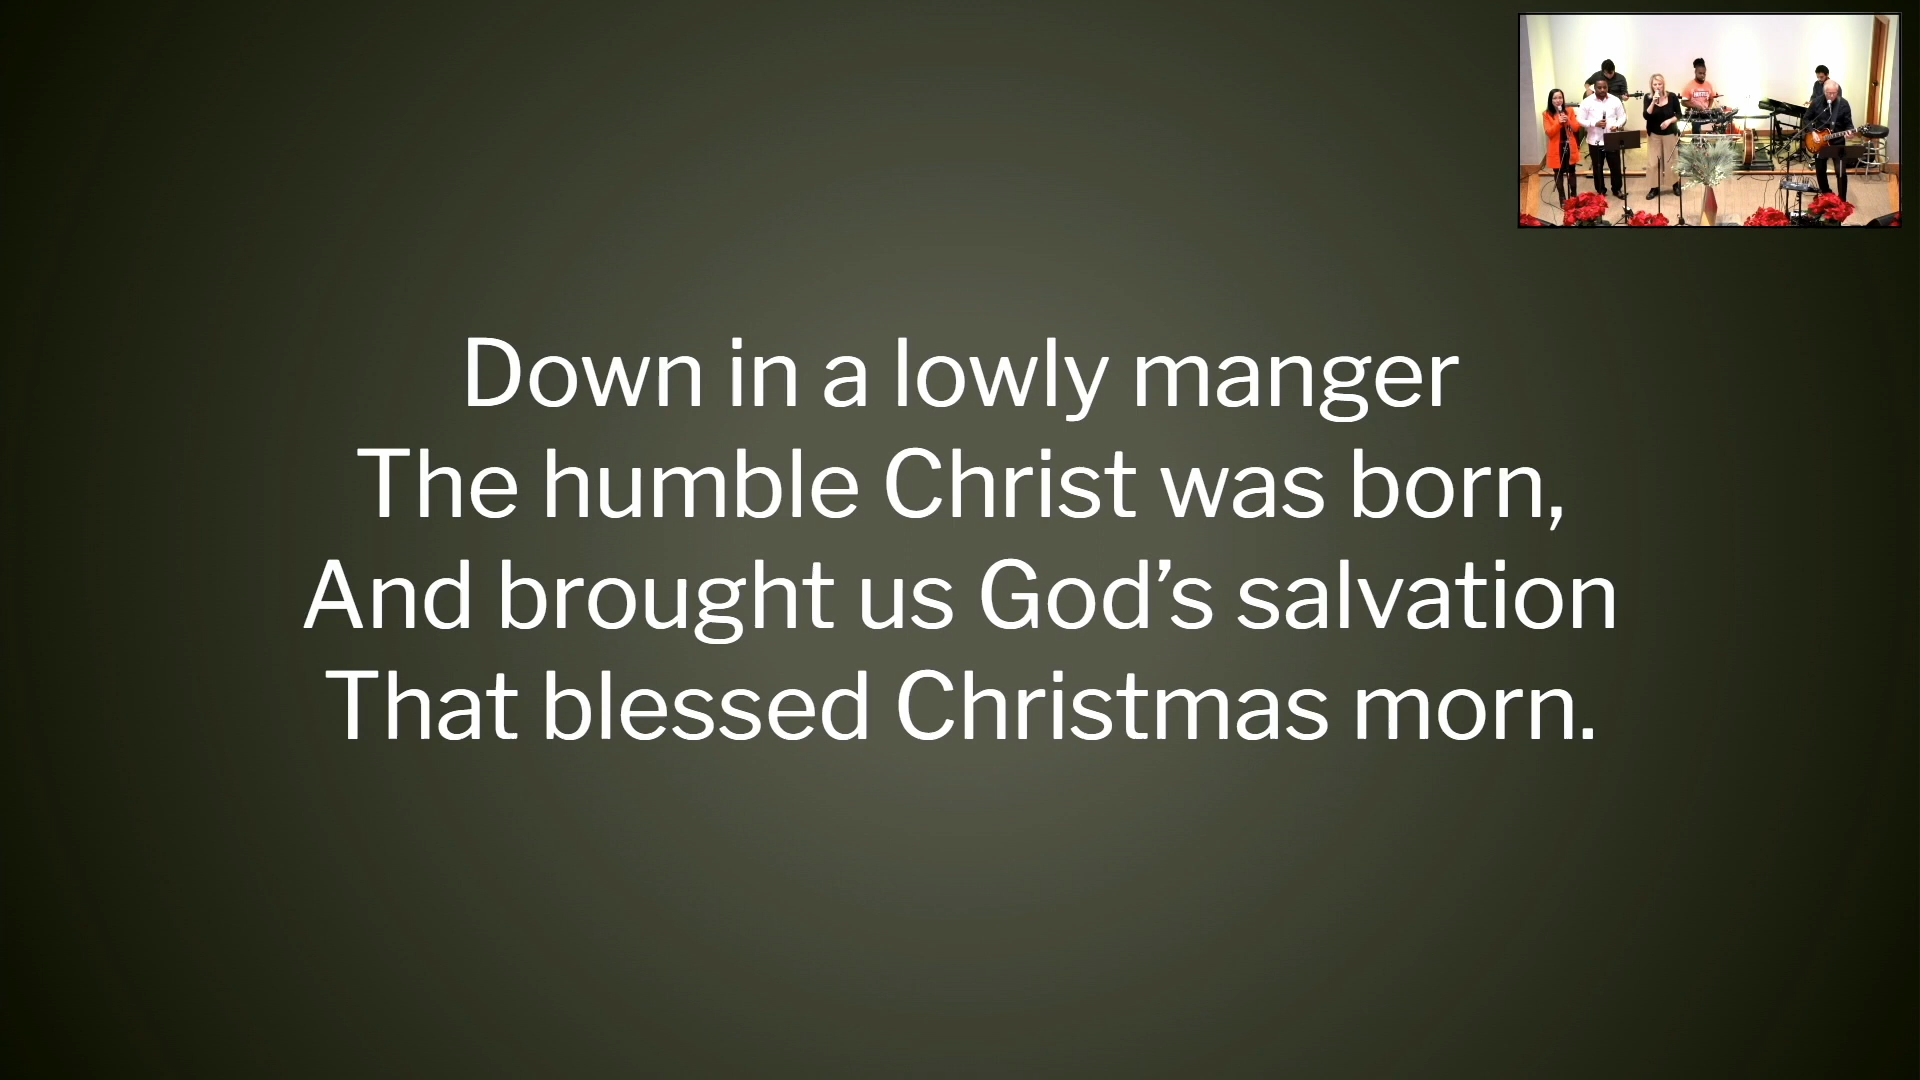 Down in a lowly manger
The humble Christ was born,
And brought us God’s salvation
That blessed Christmas morn.